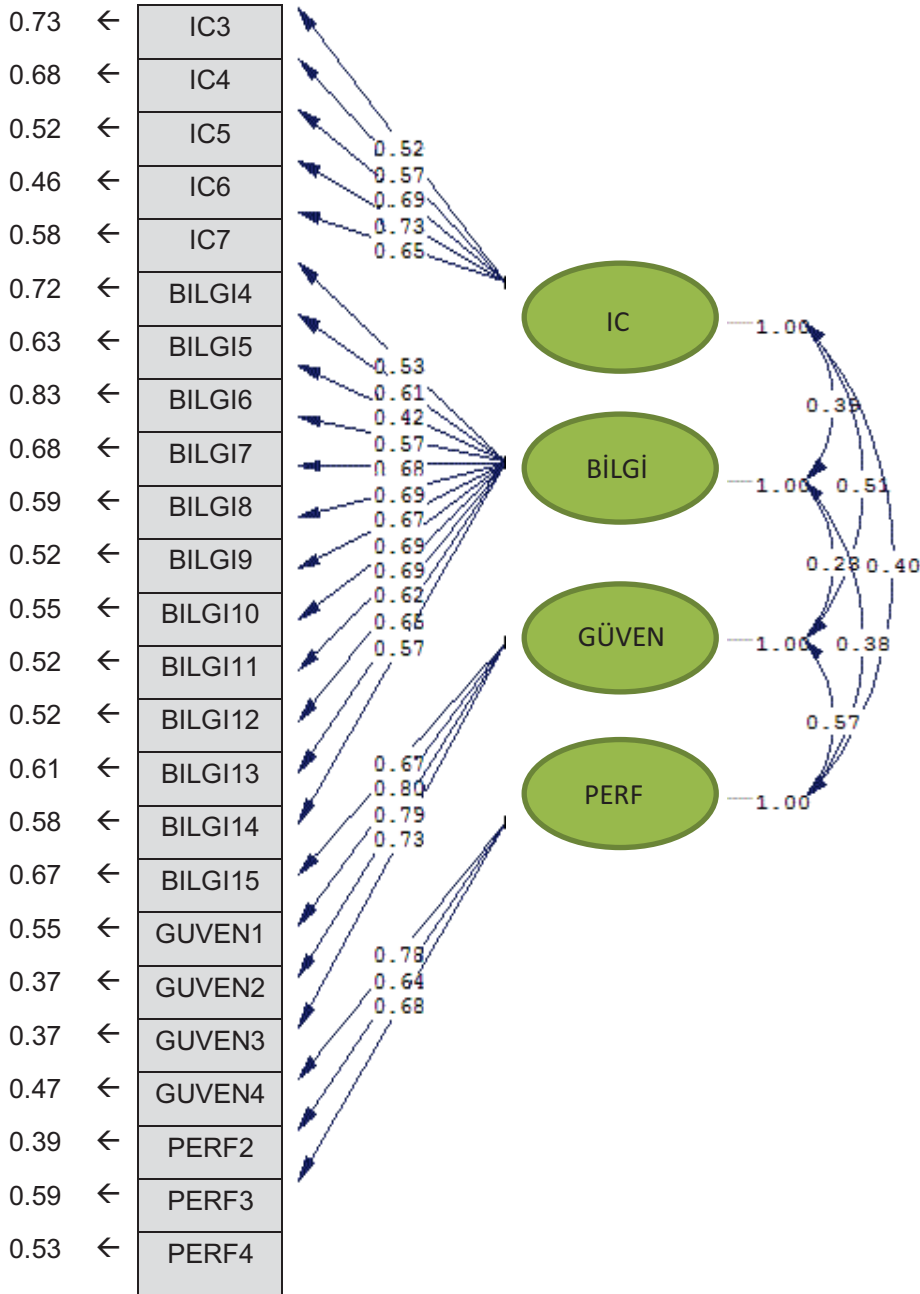 0.73 ← IC3
0.68 ← IC4
0.52 ← IC5
0.46 ← IC6
0.58 ← IC7
0.72 ← BILGI4
0.63 ← BILGI5
0.83 ← BILGI6
0.68 ← BILGI7
0.59 ← BILGI8
0.52 ← BILGI9
0.55 ← BILGI10
0.52 ← BILGI11
0.52 ← BILGI12
0.61 ← BILGI13
0.58 ← BILGI14
0.67 ← BILGI15
0.55 ← GUVEN1
0.37 ← GUVEN2
0.37 ← GUVEN3
0.47 ← GUVEN4
0.39 ← PERF2
0.59 ← PERF3
0.53 ← PERF4
0.52
0.57
0.69
0.73
0.65
0.53
0.61
0.42
0.57
0.68
0.69
0.67
0.69
0.69
0.62
0.57
0.67
0.80
0.79
0.73
0.78
0.64
0.68
IC
BİLGİ
GÜVEN
PERF
1.00
1.00
1.00
1.00
0.51
0.40
0.38
0.57